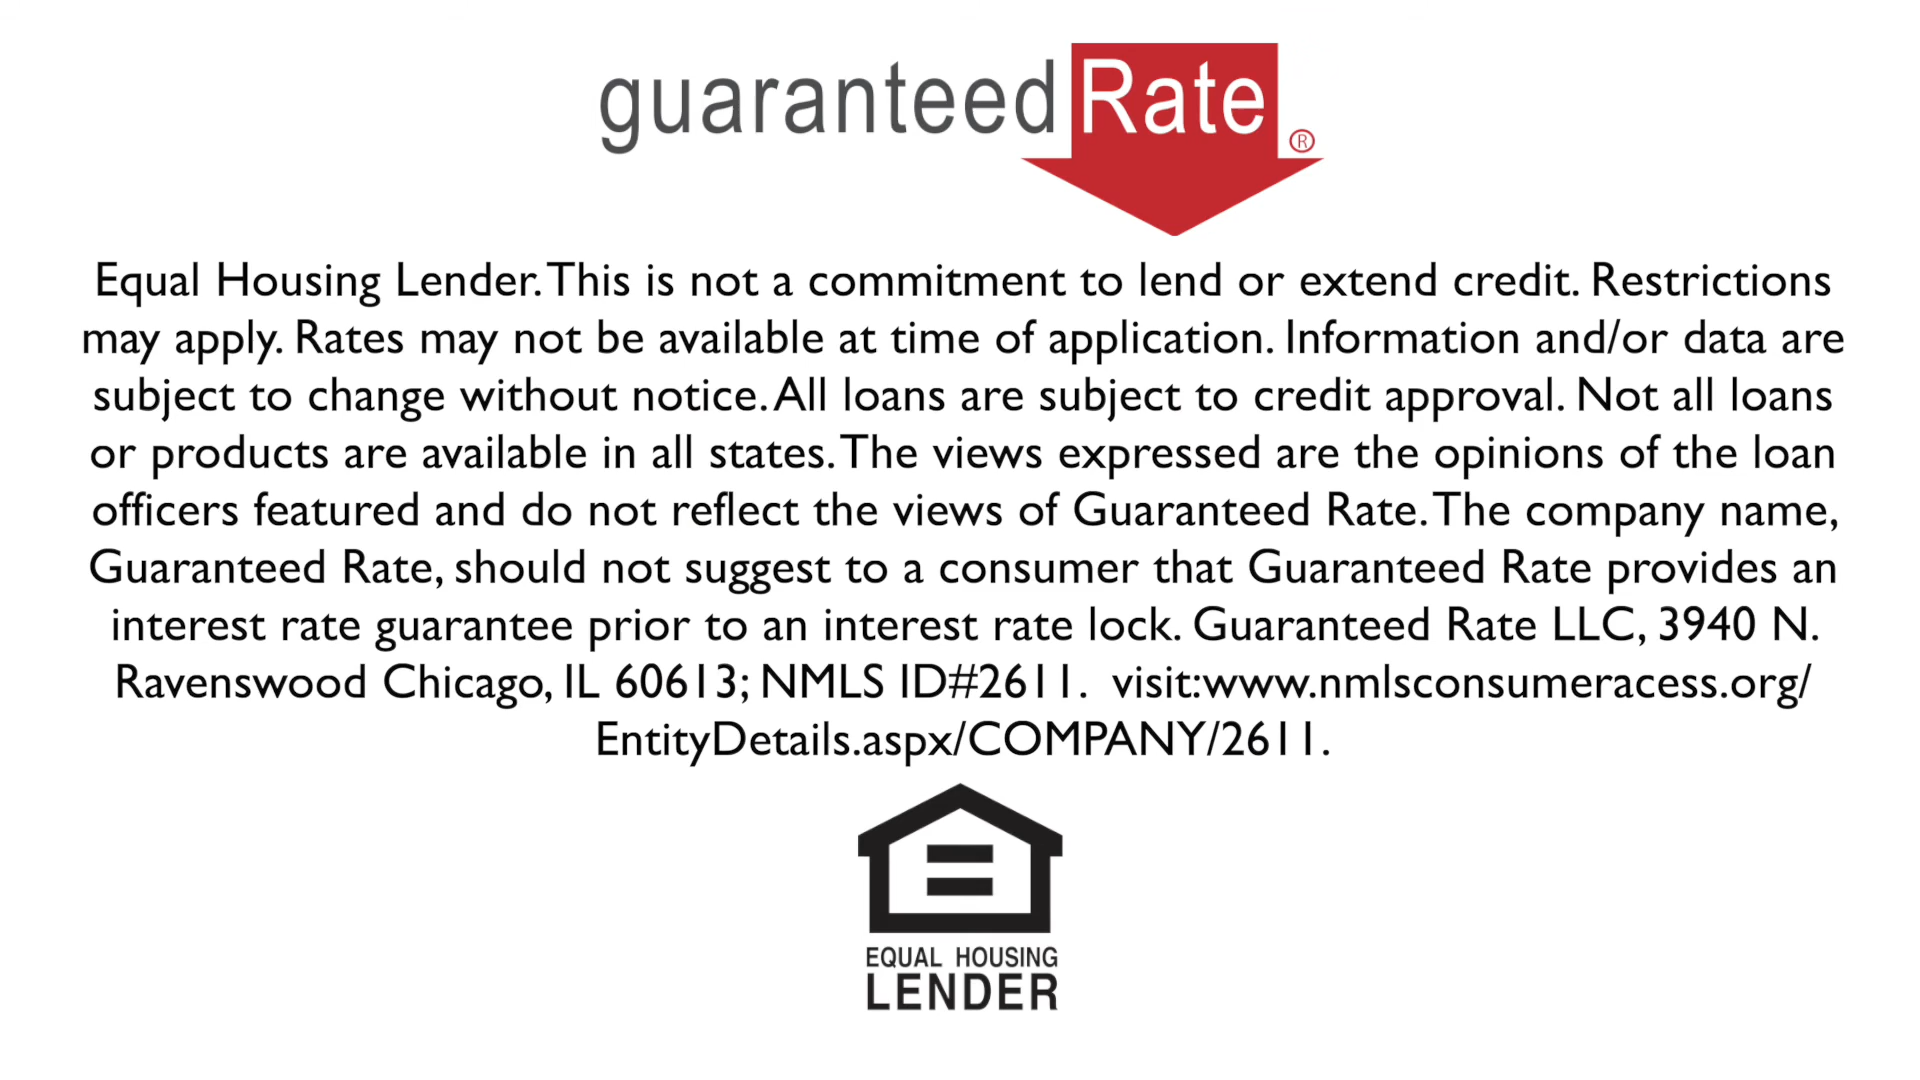 guaranteed Rate ®
Equal Housing Lender. This is not a commitment to lend or extend credit. Restrictions
may apply. Rates may not be available at time of application. Information and/or data are
subject to change without notice. All loans are subject to credit approval. Not all loans
or products are available in all states. The views expressed are the opinions of the loan
officers featured and do not reflect the views of Guaranteed Rate. The company name,
Guaranteed Rate, should not suggest to a consumer that Guaranteed Rate provides an
interest rate guarantee prior to an interest rate lock. Guaranteed Rate LLC, 3940 N.
Ravenswood Chicago, IL 60613; NMLS ID#2611.  visit:www.nmlsconsumeracess.org/
EntityDetails.aspx/COMPANY/2611.
EQUAL HOUSING
LENDER